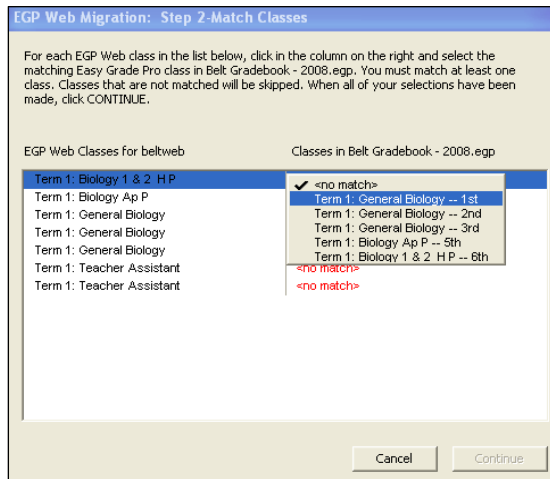 EGP Web Migration: Step 2-Match Classes
For each EGP Web class in the list below, click in the column on the right and select the
matching Easy Grade Pro class in Belt Gradebook - 2008.egp. You must match at least one
class. Classes that are not matched will be skipped. When all of your selections have been
made, click CONTINUE.
EGP Web Classes for beltweb
Classes in Belt Gradebook - 2008.egp
Term 1: Biology 1 & 2 H P
Term 1: Biology Ap P
Term 1: General Biology
Term 1: General Biology
Term 1: General Biology
Term 1: Teacher Assistant
Term 1: Teacher Assistant
<no match>
Term 1: General Biology -- 1st
Term 1: General Biology -- 2nd
Term 1: General Biology -- 3rd
Term 1: Biology Ap P -- 5th
Term 1: Biology 1 & 2 H P -- 6th
<no match>
<no match>
Cancel
Continue